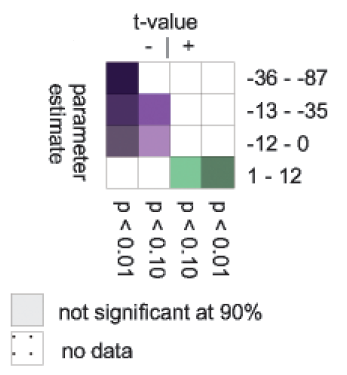 t-value
- | +
parameter
estimate
-36 - -87
-13 - -35
-12 - 0
1 - 12
p < 0.01
p < 0.10
p < 0.10
p < 0.01
not significant at 90%
no data